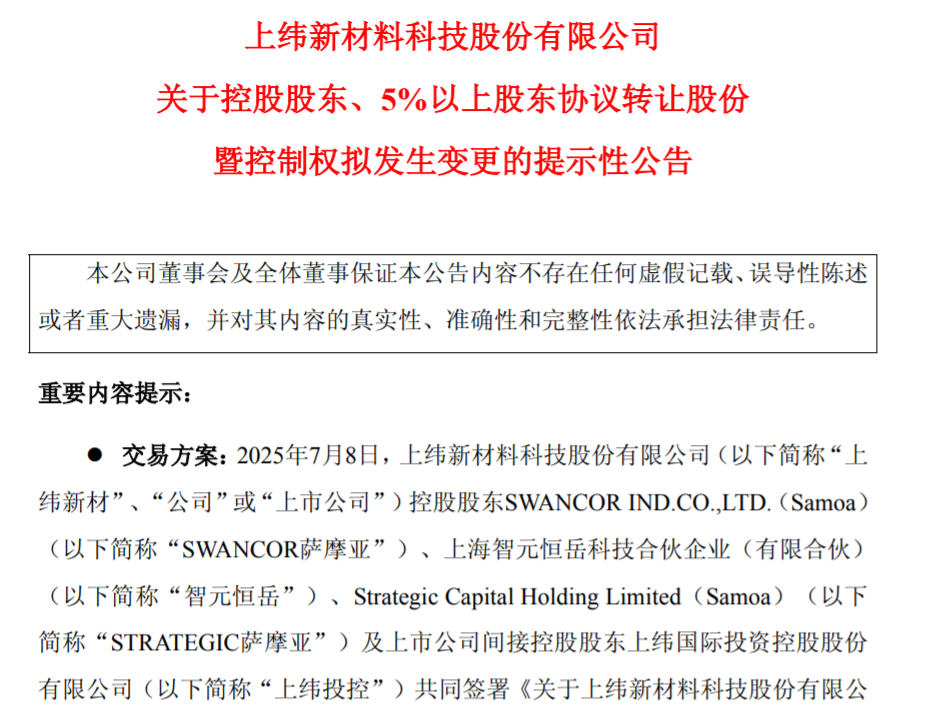 上纬新材料科技股份有限公司
关于控股股东、5%以上股东协议转让股份
暨控制权拟发生变更的提示性公告
本公司董事会及全体董事保证本公告内容不存在任何虚假记载、误导性陈述
或者重大遗漏，并对其内容的真实性、准确性和完整性依法承担法律责任。
重要内容提示：
● 交易方案：2025年7月8日，上纬新材料科技股份有限公司（以下简称“上
纬新材”、“公司”或“上市公司”）控股股东SWANCOR IND.CO.,LTD.（Samoa）
（以下简称“SWANCOR萨摩亚”）、上海智元恒岳科技合伙企业（有限合伙）
（以下简称“智元恒岳”）、Strategic Capital Holding Limited（Samoa）（以下
简称“STRATEGIC萨摩亚”）及上市公司间接控股股东上纬国际投资控股股份
有限公司（以下简称“上纬投控”）共同签署《关于上纬新材料科技股份有限公